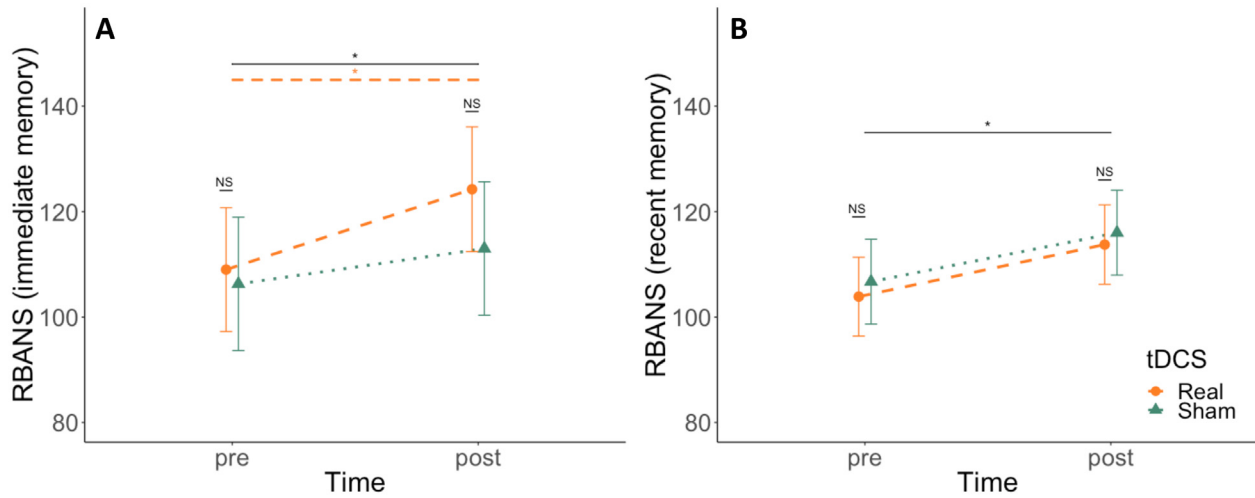 A
RBANS (immediate memory)
140
120
100
80
*
*
NS
NS
pre
post
Time
B
RBANS (recent memory)
140
120
100
80
*
NS
NS
pre
post
Time
tDCS
Real
Sham